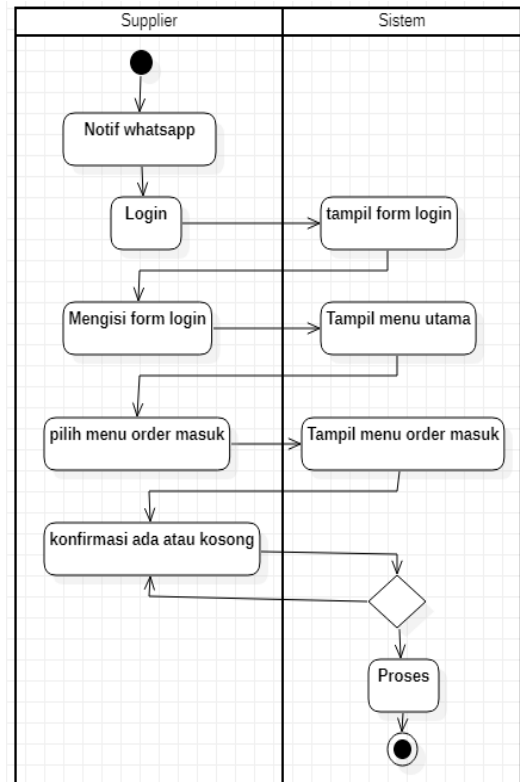 Supplier
Sistem
Notif whatsapp
Login
tampil form login
Mengisi form login
Tampil menu utama
pilih menu order masuk
Tampil menu order masuk
konfirmasi ada atau kosong
Proses